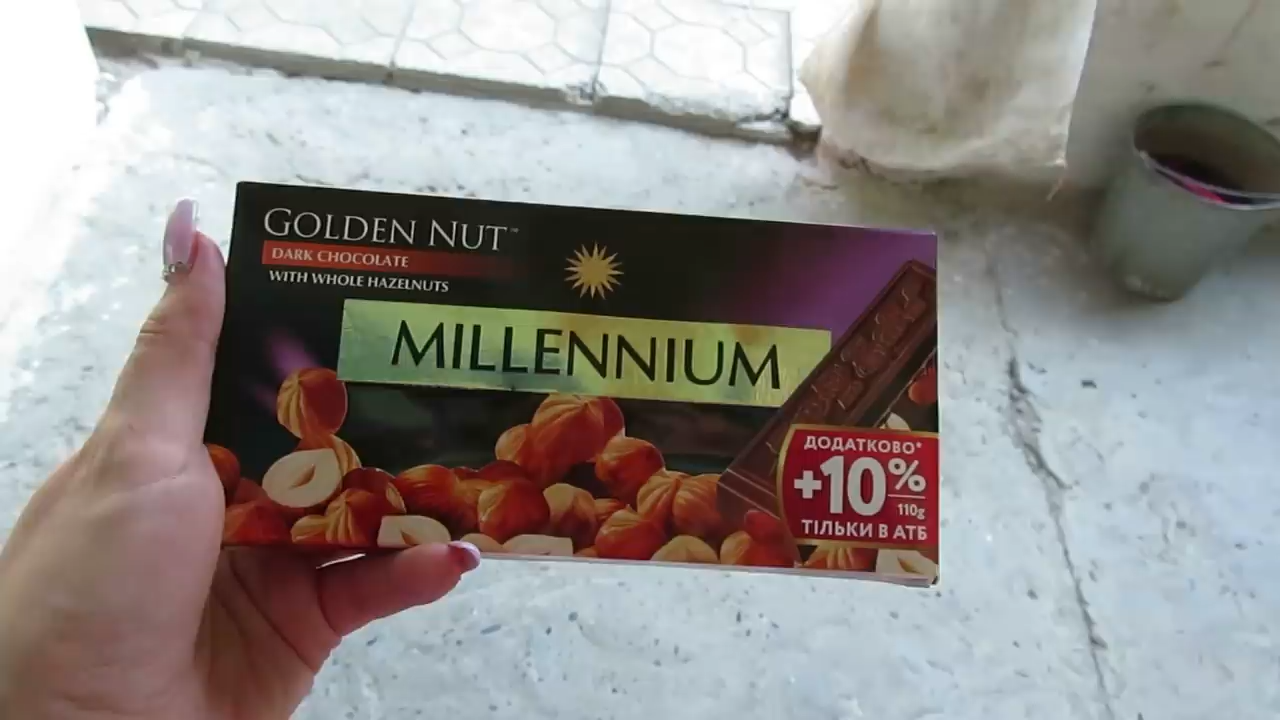 GOLDEN NUT™
DARK CHOCOLATE
WITH WHOLE HAZELNUTS
MILLENNIUM
ДОДАТКОВО*
+10%
110g
ТІЛЬКИ В АТБ